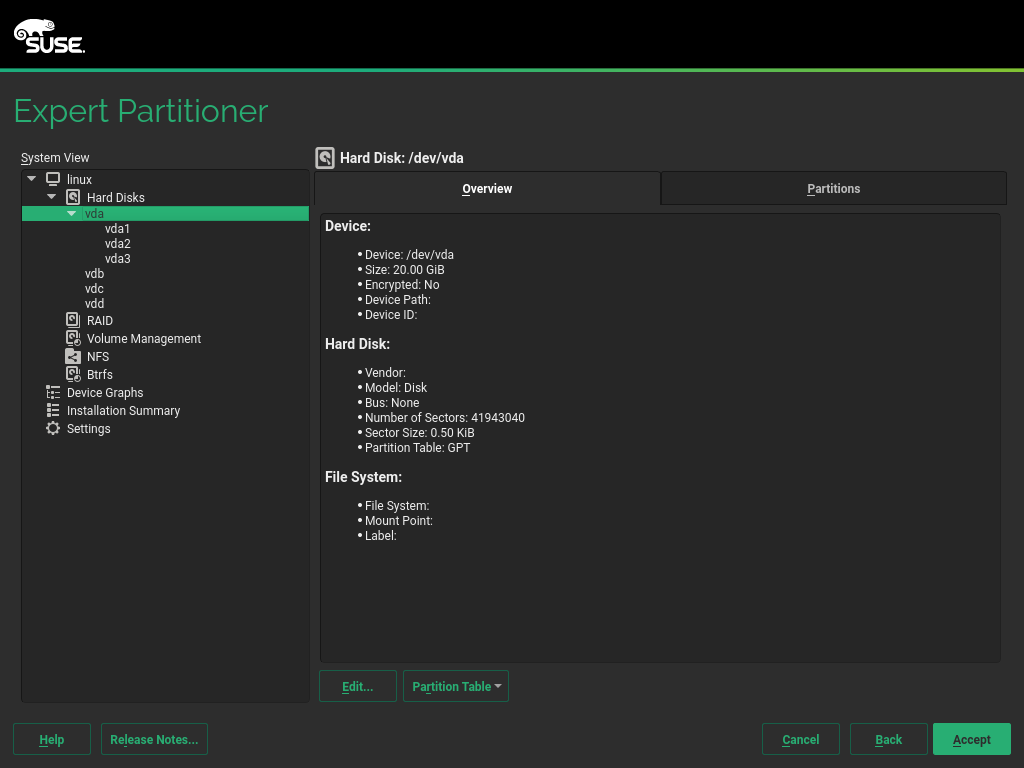 SUSE.
Expert Partitioner
System View
linux
Hard Disks
vda
vda1
vda2
vda3
vdb
vdc
vdd
RAID
Volume Management
NFS
Btrfs
Device Graphs
Installation Summary
Settings
Hard Disk: /dev/vda
Overview Partitions
Device:
• Device: /dev/vda
• Size: 20.00 GiB
• Encrypted: No
• Device Path:
• Device ID:
Hard Disk:
• Vendor:
• Model: Disk
• Bus: None
• Number of Sectors: 41943040
• Sector Size: 0.50 KiB
• Partition Table: GPT
File System:
• File System:
• Mount Point:
• Label:
Edit... Partition Table
Help Release Notes... Cancel Back Accept